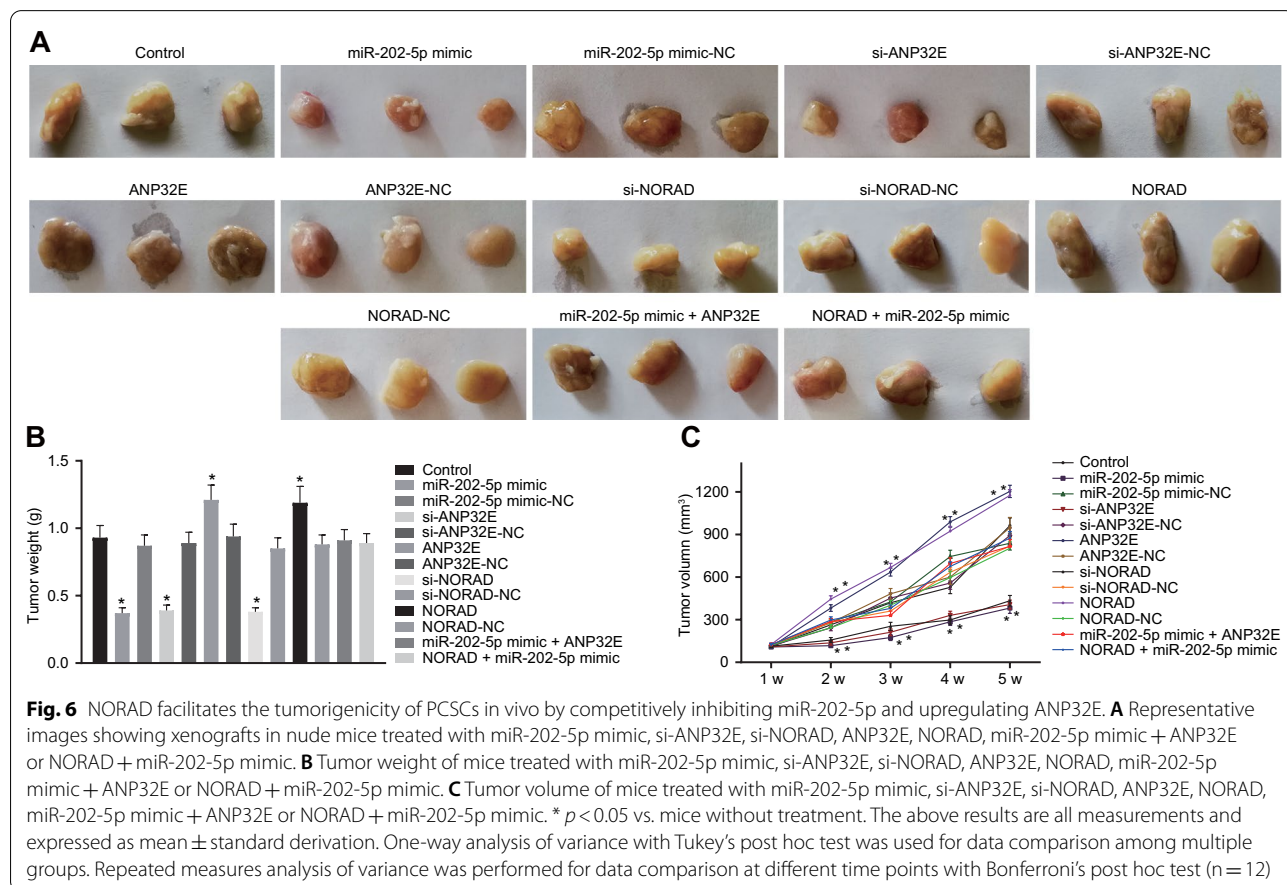 A
Control
miR-202-5p mimic
miR-202-5p mimic-NC
si-ANP32E
si-ANP32E-NC
ANP32E
ANP32E-NC
si-NORAD
si-NORAD-NC
NORAD
NORAD-NC
miR-202-5p mimic + ANP32E
NORAD + miR-202-5p mimic
B
Tumor weight (g)
1.5
1.0
0.5
0.0
* * * * * *
Control
miR-202-5p mimic
miR-202-5p mimic-NC
si-ANP32E
si-ANP32E-NC
ANP32E
ANP32E-NC
si-NORAD
si-NORAD-NC
NORAD
NORAD-NC
miR-202-5p mimic + ANP32E
NORAD + miR-202-5p mimic
C
Tumor volumn (mm³)
1200
900
600
300
0
1 w 2 w 3 w 4 w 5 w
Control
miR-202-5p mimic
miR-202-5p mimic-NC
si-ANP32E
si-ANP32E-NC
ANP32E
ANP32E-NC
si-NORAD
si-NORAD-NC
NORAD
NORAD-NC
miR-202-5p mimic + ANP32E
NORAD + miR-202-5p mimic
Fig. 6 NORAD facilitates the tumorigenicity of PCSCs in vivo by competitively inhibiting miR-202-5p and upregulating ANP32E. A Representative
images showing xenografts in nude mice treated with miR-202-5p mimic, si-ANP32E, si-NORAD, ANP32E, NORAD, miR-202-5p mimic + ANP32E
or NORAD + miR-202-5p mimic. B Tumor weight of mice treated with miR-202-5p mimic, si-ANP32E, si-NORAD, ANP32E, NORAD, miR-202-5p
mimic + ANP32E or NORAD + miR-202-5p mimic. C Tumor volume of mice treated with miR-202-5p mimic, si-ANP32E, si-NORAD, ANP32E, NORAD,
miR-202-5p mimic + ANP32E or NORAD + miR-202-5p mimic. * p < 0.05 vs. mice without treatment. The above results are all measurements and
expressed as mean ± standard derivation. One-way analysis of variance with Tukey's post hoc test was used for data comparison among multiple
groups. Repeated measures analysis of variance was performed for data comparison at different time points with Bonferroni's post hoc test (n = 12)